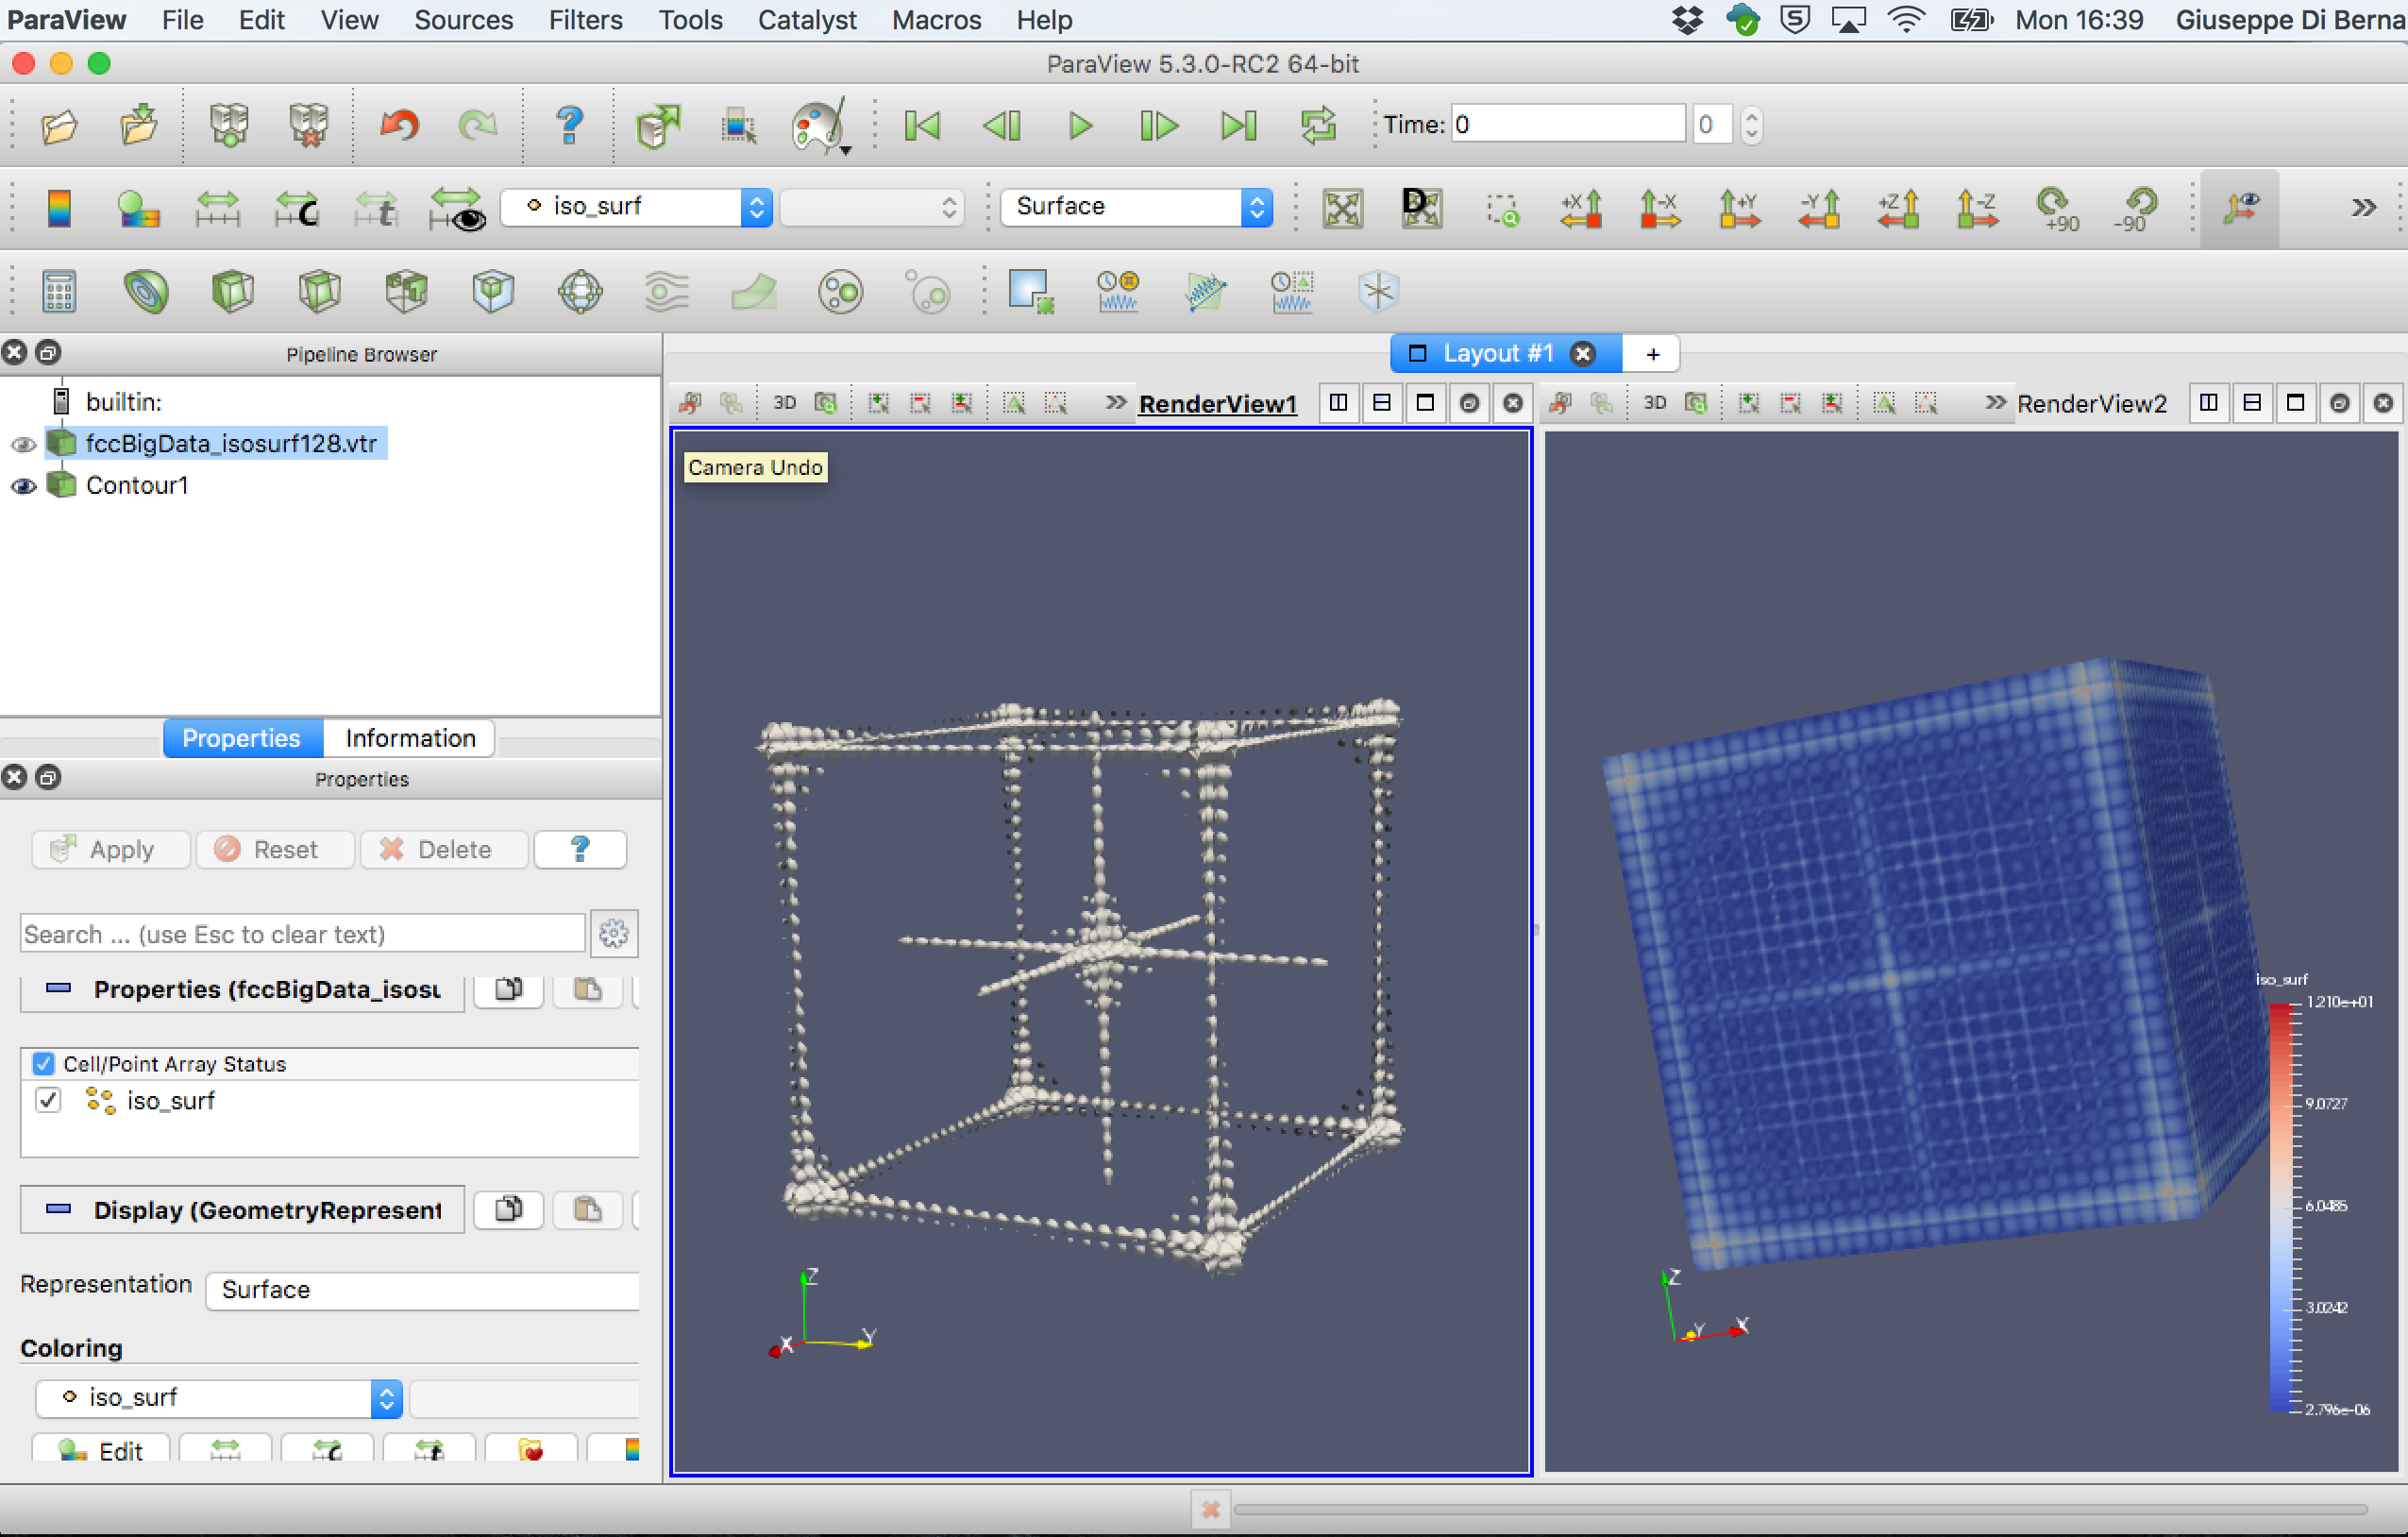 ParaView File Edit View Sources Filters Tools Catalyst Macros Help Mon 16:39 Giuseppe Di Berna
ParaView 5.3.0-RC2 64-bit
Time: 0 0
iso_surf Surface +X -X +Y -Y +Z -Z +90 -90
Pipeline Browser
Layout #1 +
builtin:
3D RenderView1 3D RenderView2
fccBigData_isosurf128.vtr
Camera Undo
Contour1
Properties Information
Properties
Apply Reset Delete ?
Search ... (use Esc to clear text)
Properties (fccBigData_isosu
Cell/Point Array Status
iso_surf
Display (GeometryRepresent
Representation Surface
Coloring
iso_surf
Edit
Z
Y
X
Z
Y
X
iso_surf
1.210e+01
9.0727
6.0485
3.0242
2.796e-06